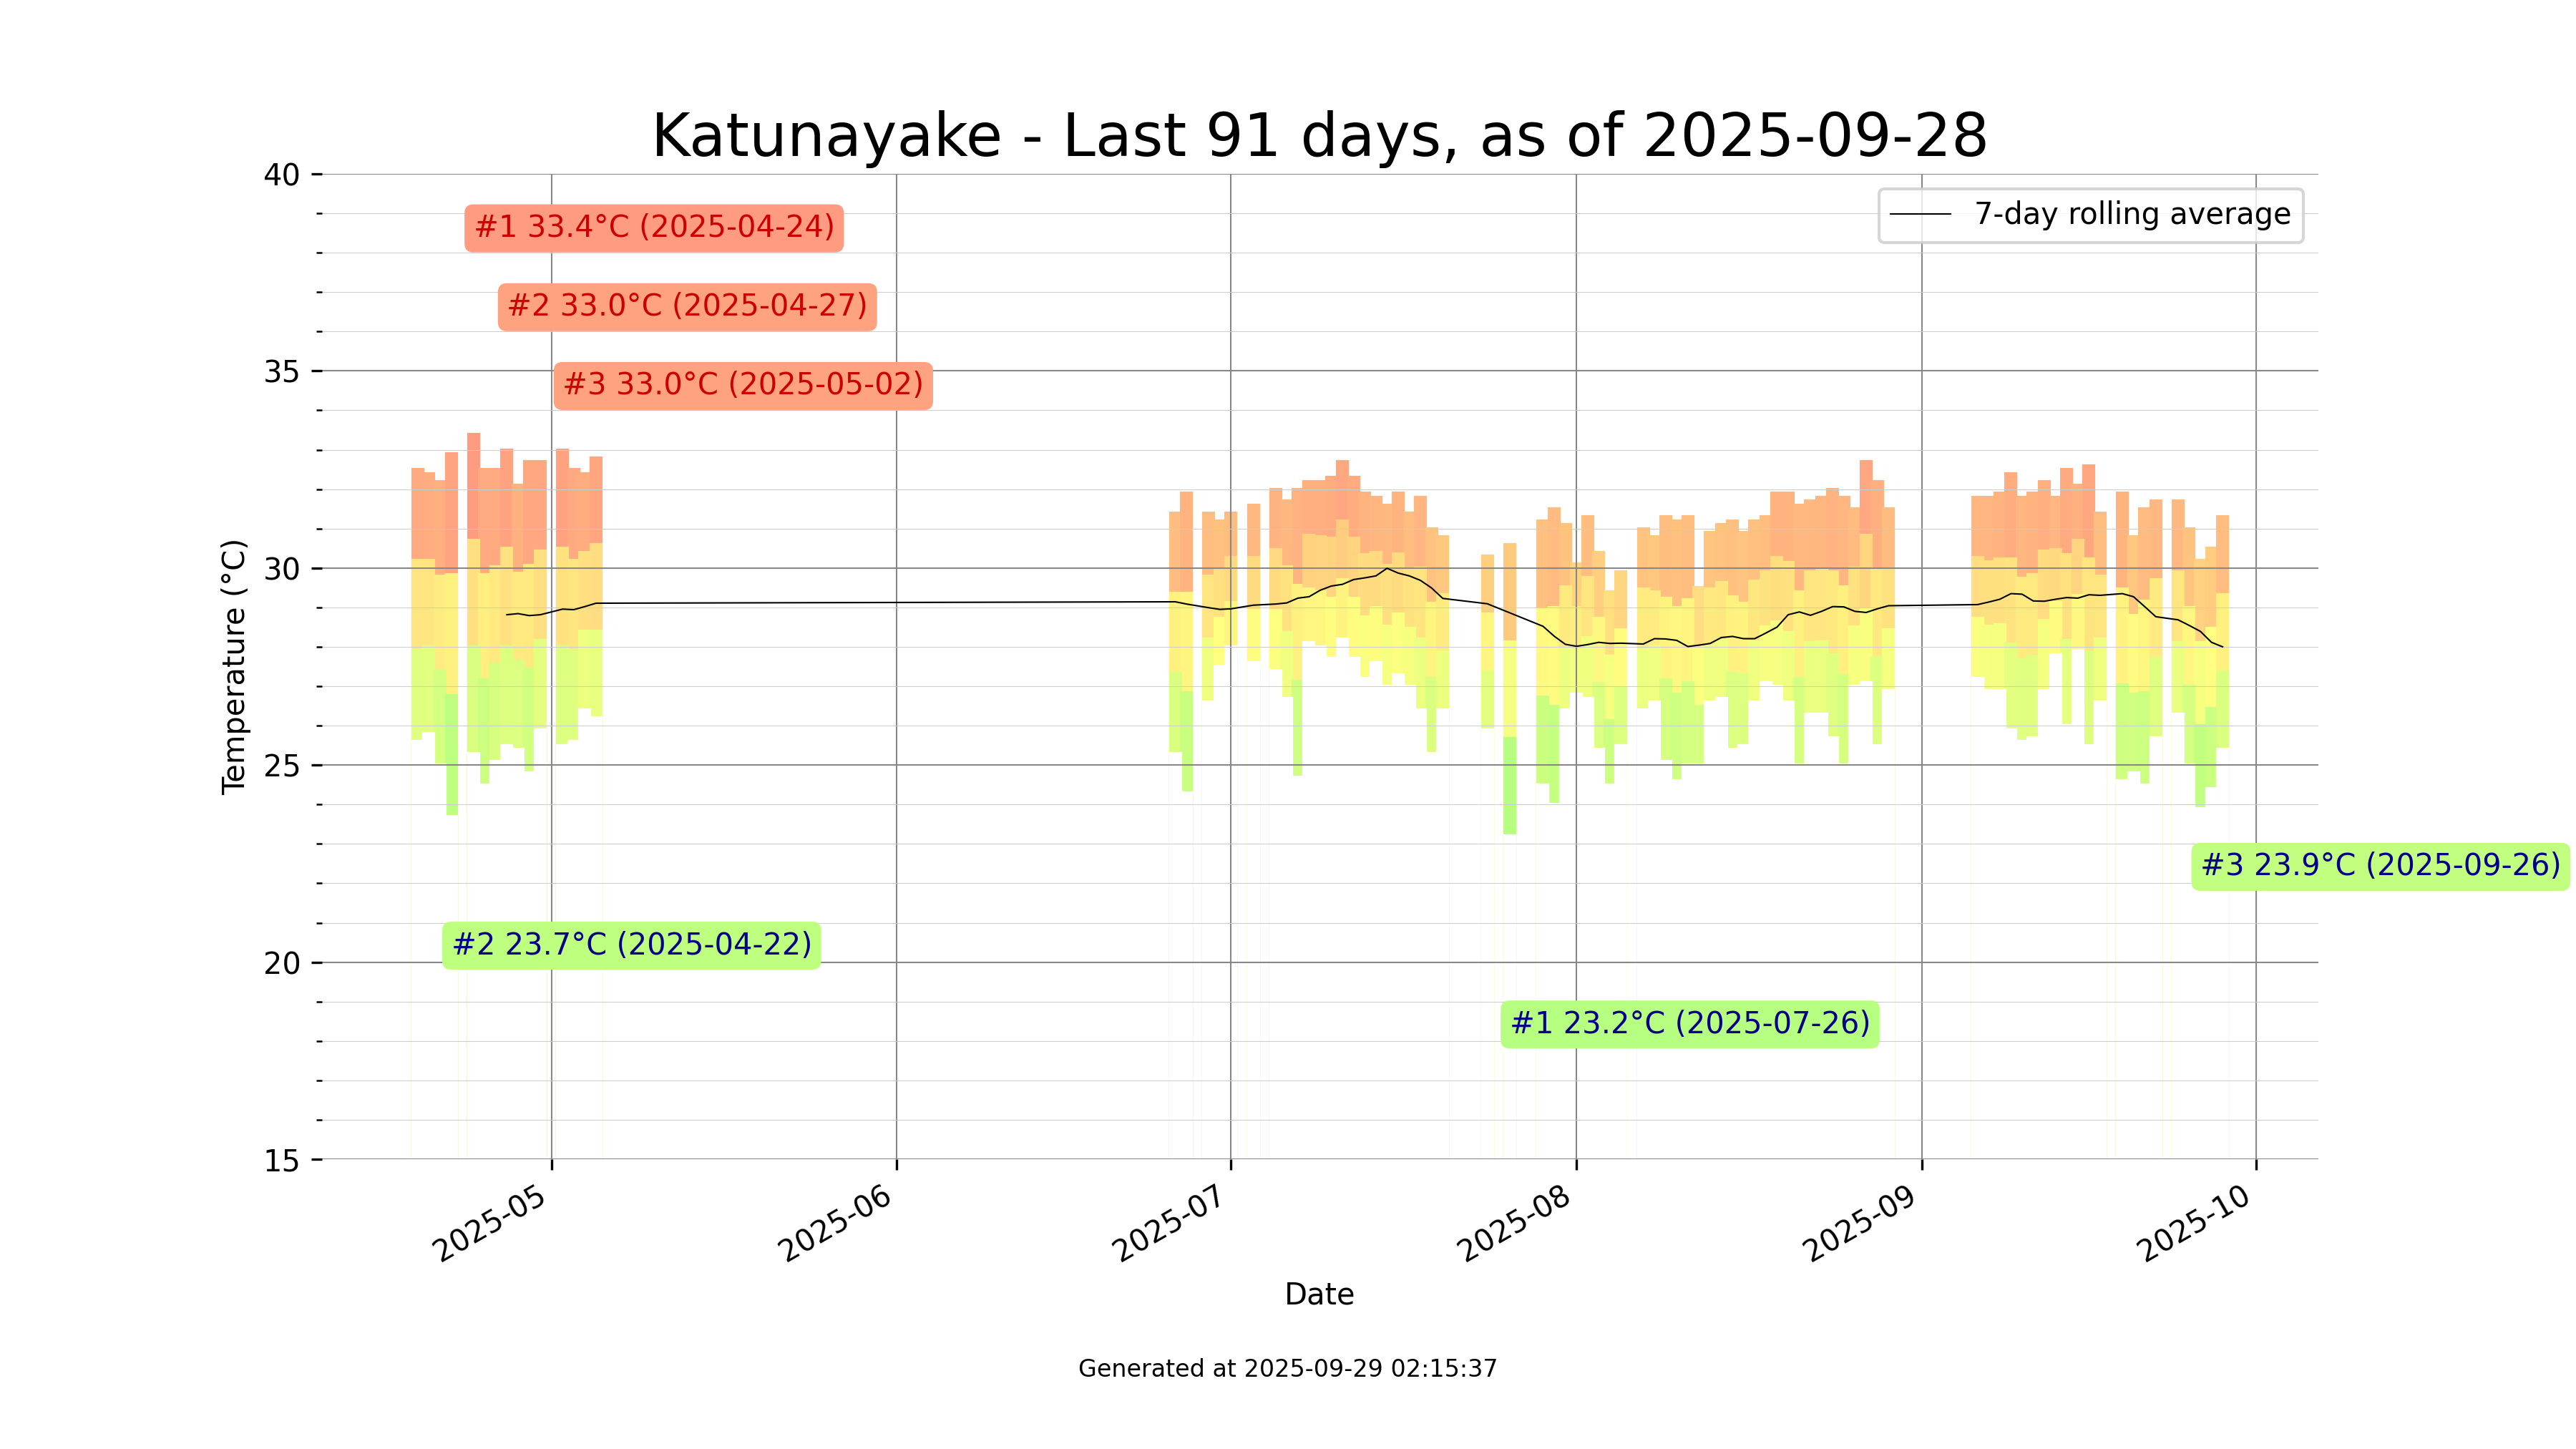 Katunayake - Last 91 days, as of 2025-09-28
40
35
30
25
20
15
Temperature (°C)
7-day rolling average
#1 33.4°C (2025-04-24)
#2 33.0°C (2025-04-27)
#3 33.0°C (2025-05-02)
#3 23.9°C (2025-09-26)
#2 23.7°C (2025-04-22)
#1 23.2°C (2025-07-26)
2025-05
2025-06
2025-07
2025-08
2025-09
2025-10
Date
Generated at 2025-09-29 02:15:37